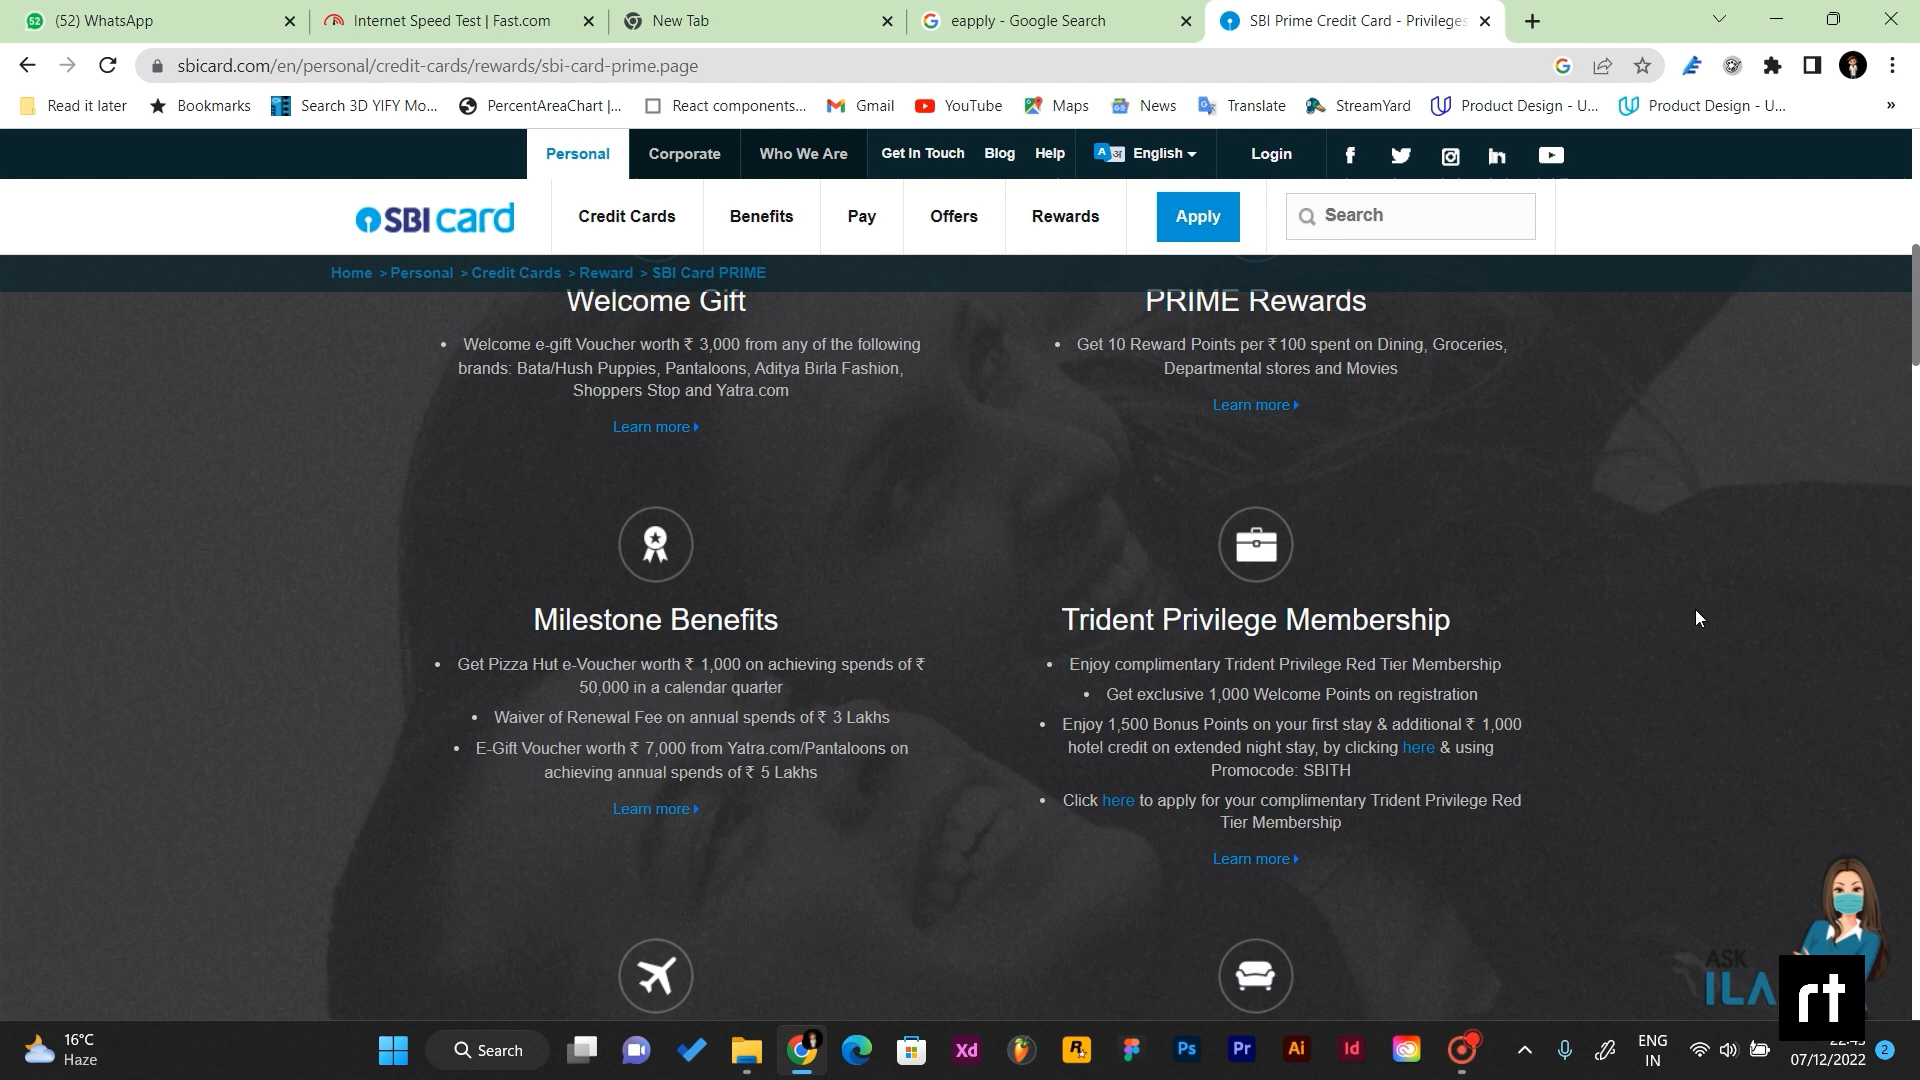 (52) WhatsApp
Internet Speed Test | Fast.com
New Tab
eapply - Google Search
SBI Prime Credit Card - Privileges
sbicard.com/en/personal/credit-cards/rewards/sbi-card-prime.page
Read it later
Bookmarks
Search 3D YIFY Mo...
PercentAreaChart |...
React components...
Gmail
YouTube
Maps
News
Translate
StreamYard
Product Design - U...
Product Design - U...
»
Personal
Corporate
Who We Are
Get In Touch
Blog
Help
English
Login
SBI card
Credit Cards
Benefits
Pay
Offers
Rewards
Apply
Search
Home > Personal > Credit Cards > Reward > SBI Card PRIME
Welcome Gift
• Welcome e-gift Voucher worth ₹ 3,000 from any of the following
brands: Bata/Hush Puppies, Pantaloons, Aditya Birla Fashion,
Shoppers Stop and Yatra.com
Learn more
PRIME Rewards
• Get 10 Reward Points per ₹100 spent on Dining, Groceries,
Departmental stores and Movies
Learn more
Milestone Benefits
• Get Pizza Hut e-Voucher worth ₹ 1,000 on achieving spends of ₹
50,000 in a calendar quarter
• Waiver of Renewal Fee on annual spends of ₹ 3 Lakhs
• E-Gift Voucher worth ₹ 7,000 from Yatra.com/Pantaloons on
achieving annual spends of ₹ 5 Lakhs
Learn more
Trident Privilege Membership
• Enjoy complimentary Trident Privilege Red Tier Membership
• Get exclusive 1,000 Welcome Points on registration
• Enjoy 1,500 Bonus Points on your first stay & additional ₹ 1,000
hotel credit on extended night stay, by clicking here & using
Promocode: SBITH
• Click here to apply for your complimentary Trident Privilege Red
Tier Membership
Learn more
ASK
ILA
rt
16°C
Haze
Search
Xd
Ps
Pr
Ai
Id
ENG
IN
07/12/2022
2